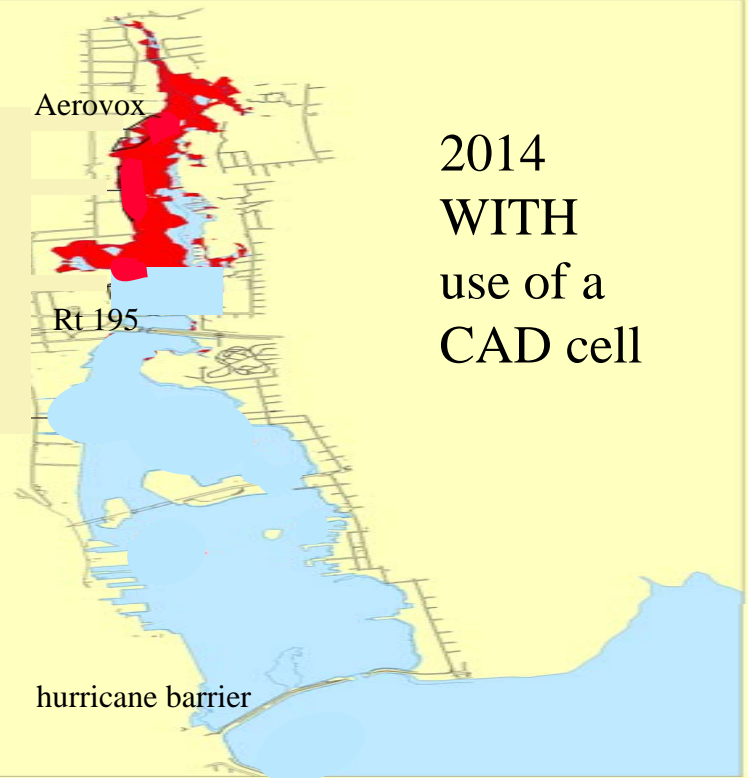 Aerovox
2014
WITH
use of a
CAD cell
Rt 195
hurricane barrier